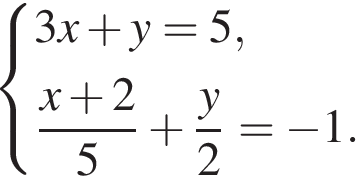 3x + y = 5,
(x + 2)/5 + y/2 = −1.